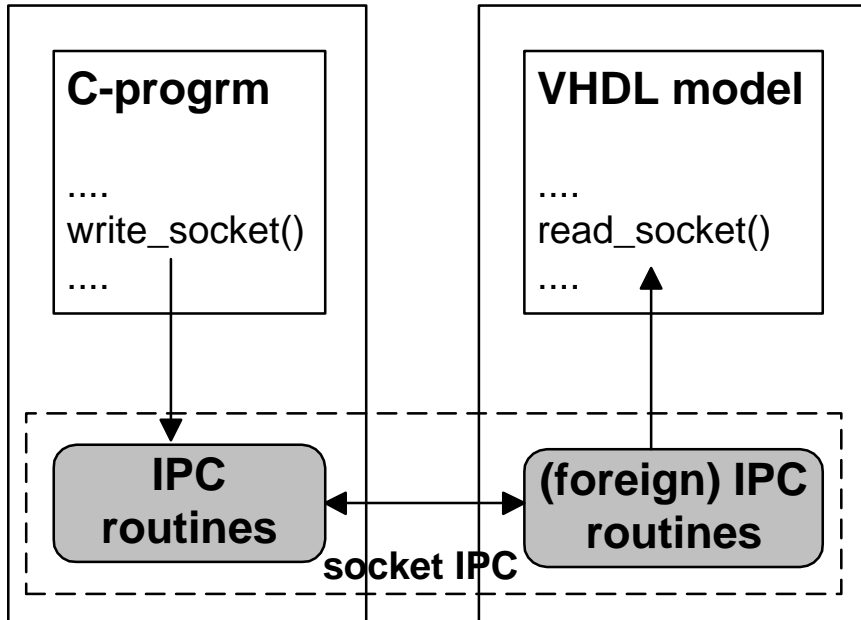 C-progrm
....
write_socket()
....
VHDL model
....
read_socket()
....
IPC
routines
(foreign) IPC
routines
socket IPC